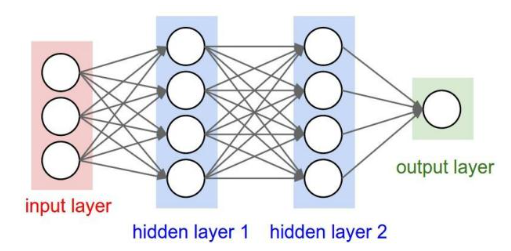 output layer
input layer
hidden layer 1 hidden layer 2